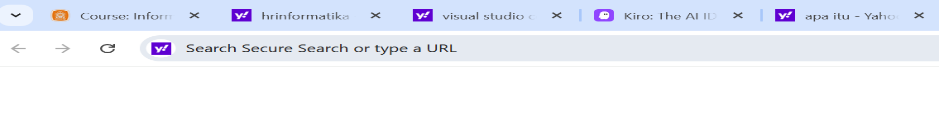 Course: Inform
hrinformatika
visual studio c
Kiro: The AI ID
apa itu - Yaho
Search Secure Search or type a URL